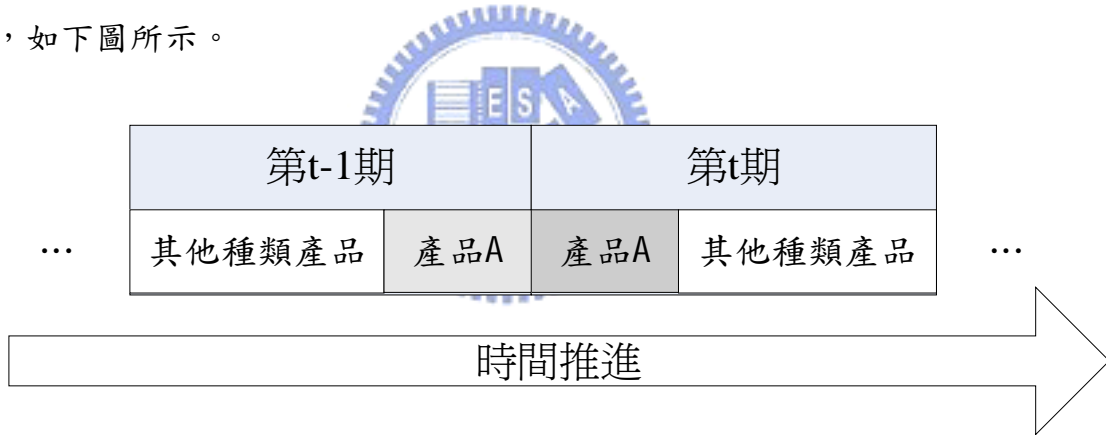 ，如下圖所示。
ESA
第t-1期 第t期
… 其他種類產品 產品A 產品A 其他種類產品 …
時間推進